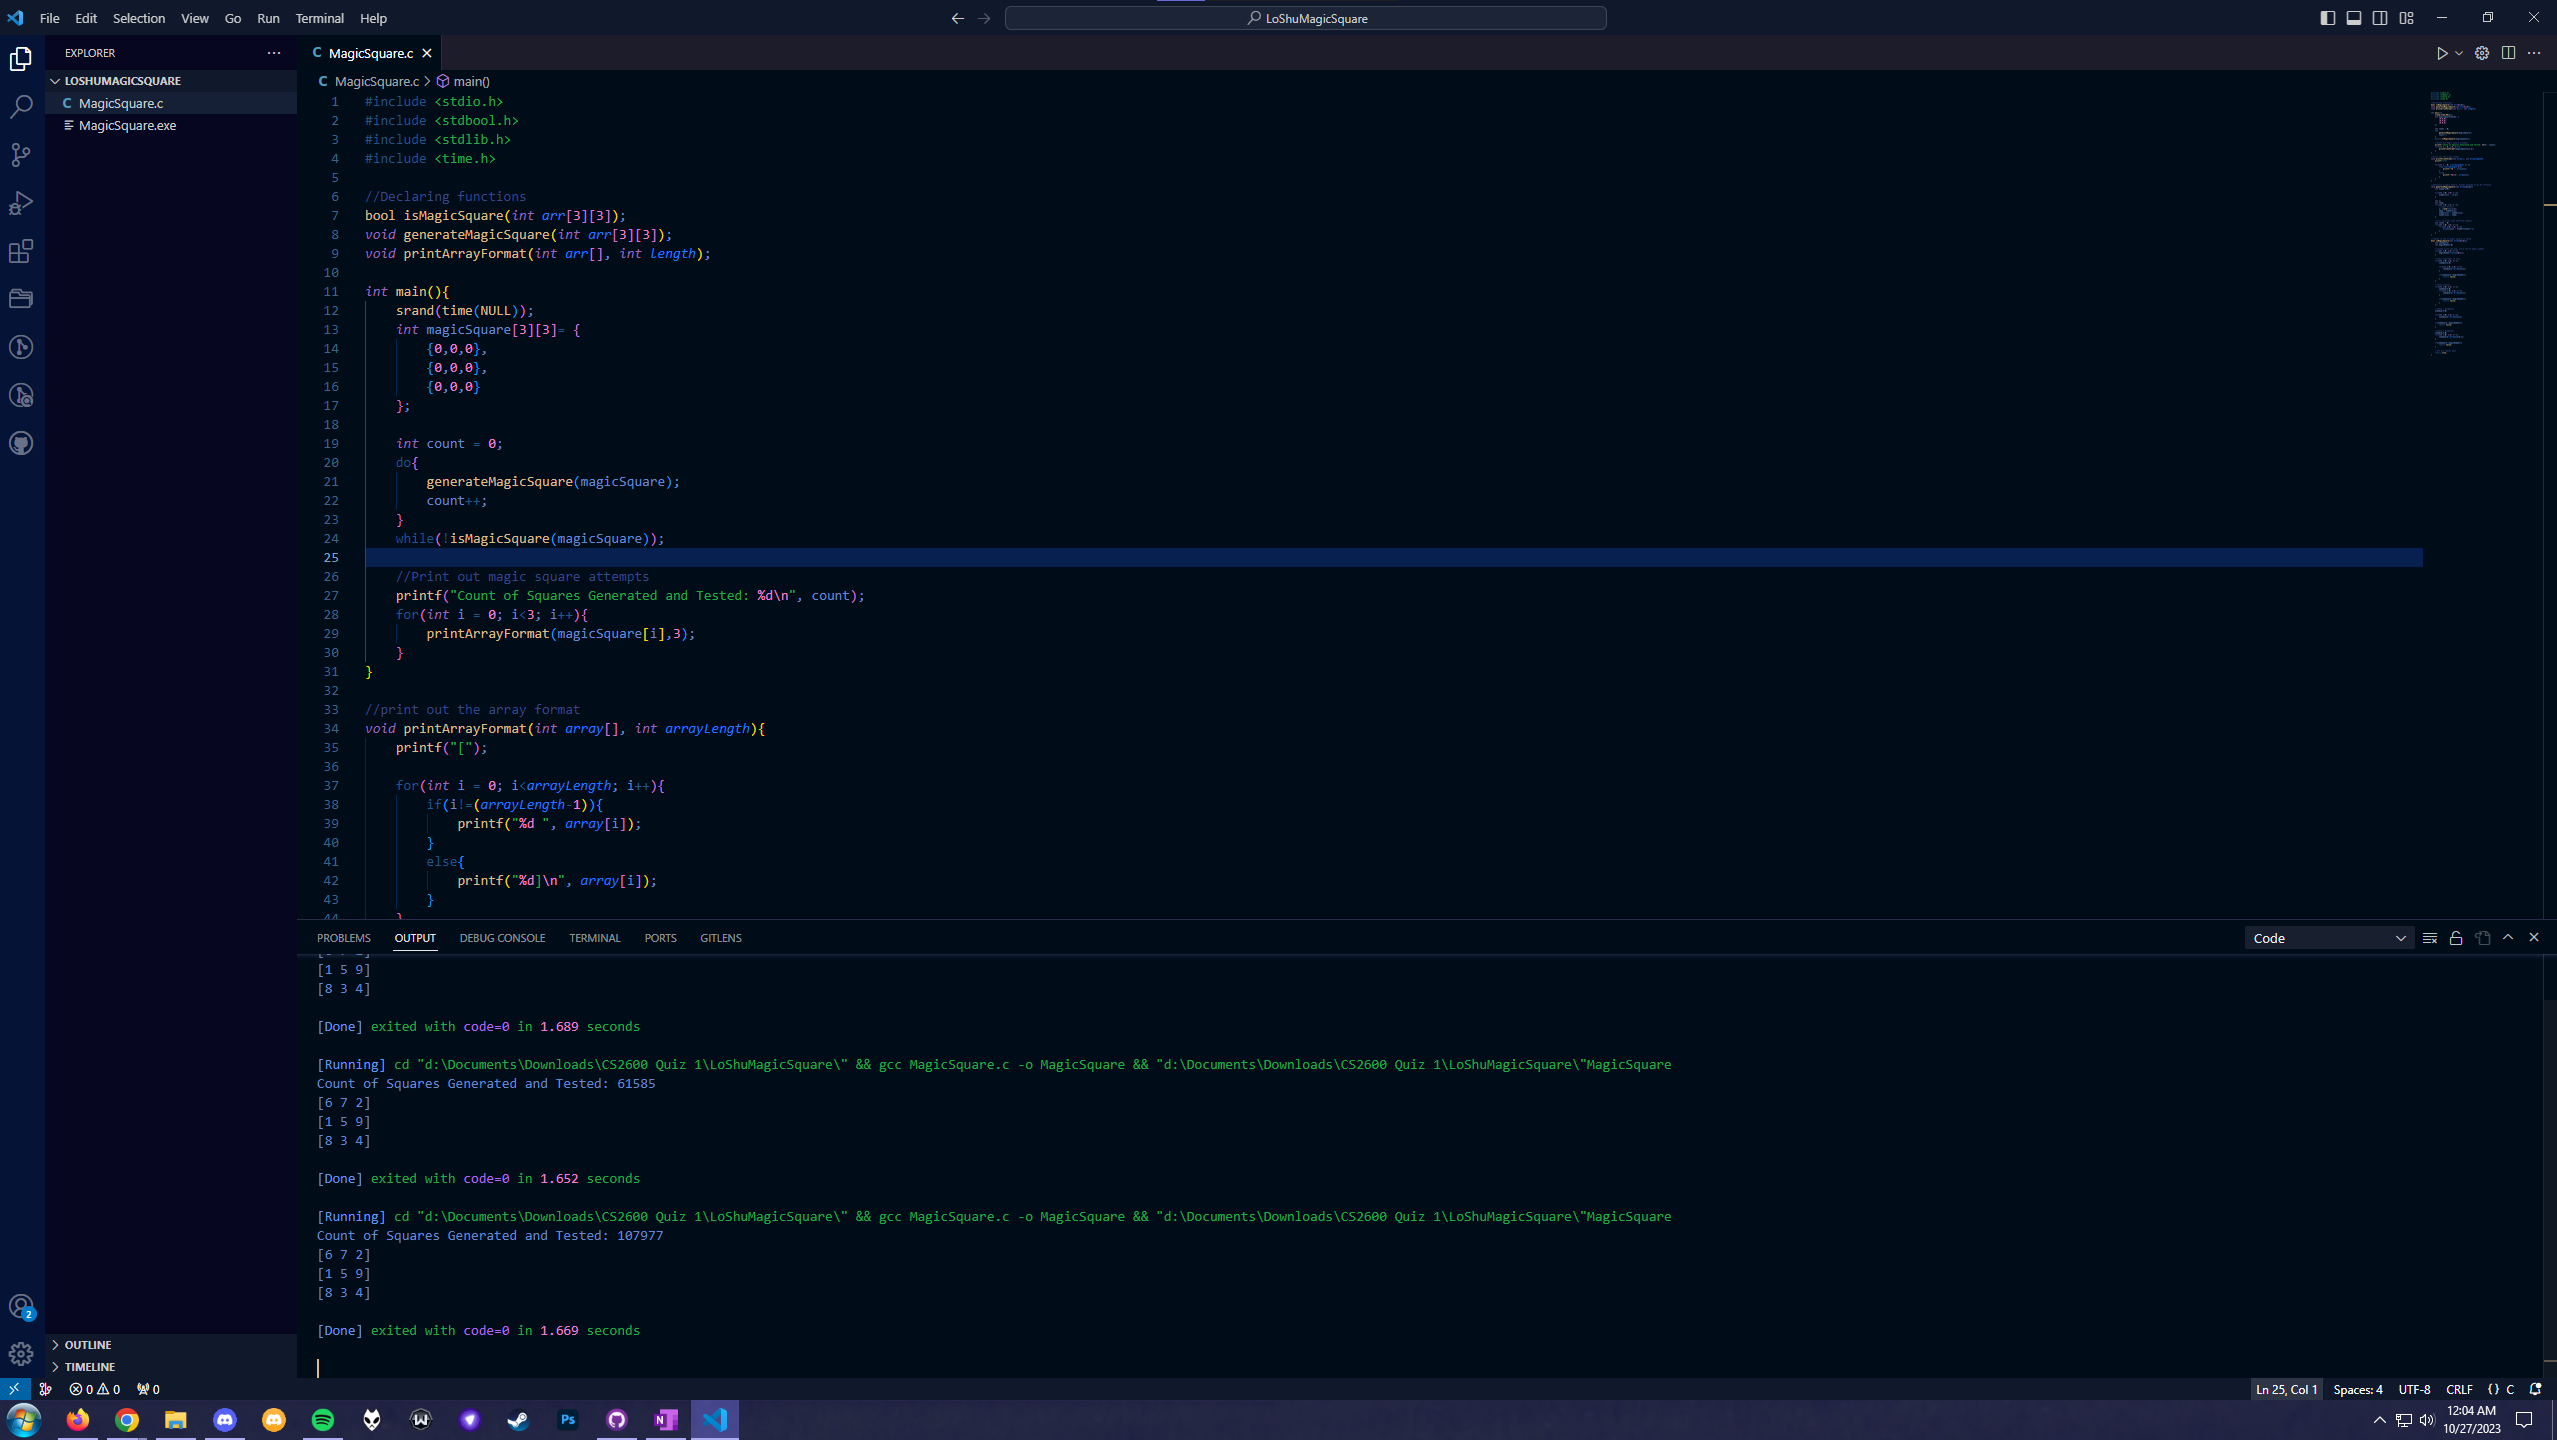 File Edit Selection View Go Run Terminal Help
LoShuMagicSquare
EXPLORER
LOSHUMAGICSQUARE
MagicSquare.c
MagicSquare.exe
OUTLINE
TIMELINE
C MagicSquare.c
C MagicSquare.c > main()
1 #include <stdio.h>
2 #include <stdbool.h>
3 #include <stdlib.h>
4 #include <time.h>
5
6 //Declaring functions
7 bool isMagicSquare(int arr[3][3]);
8 void generateMagicSquare(int arr[3][3]);
9 void printArrayFormat(int arr[], int length);
10
11 int main(){
12 srand(time(NULL));
13 int magicSquare[3][3]= {
14 {0,0,0},
15 {0,0,0},
16 {0,0,0}
17 };
18
19 int count = 0;
20 do{
21 generateMagicSquare(magicSquare);
22 count++;
23 }
24 while(!isMagicSquare(magicSquare));
25
26 //Print out magic square attempts
27 printf("Count of Squares Generated and Tested: %d\n", count);
28 for(int i = 0; i<3; i++){
29 printArrayFormat(magicSquare[i],3);
30 }
31 }
32
33 //print out the array format
34 void printArrayFormat(int array[], int arrayLength){
35 printf("[");
36
37 for(int i = 0; i<arrayLength; i++){
38 if(i!=(arrayLength-1)){
39 printf("%d ", array[i]);
40 }
41 else{
42 printf("%d]\n", array[i]);
43 }
44 }
PROBLEMS OUTPUT DEBUG CONSOLE TERMINAL PORTS GITLENS
Code
[1 5 9]
[8 3 4]
[Done] exited with code=0 in 1.689 seconds
[Running] cd "d:\Documents\Downloads\CS2600 Quiz 1\LoShuMagicSquare\" && gcc MagicSquare.c -o MagicSquare && "d:\Documents\Downloads\CS2600 Quiz 1\LoShuMagicSquare\"MagicSquare
Count of Squares Generated and Tested: 61585
[6 7 2]
[1 5 9]
[8 3 4]
[Done] exited with code=0 in 1.652 seconds
[Running] cd "d:\Documents\Downloads\CS2600 Quiz 1\LoShuMagicSquare\" && gcc MagicSquare.c -o MagicSquare && "d:\Documents\Downloads\CS2600 Quiz 1\LoShuMagicSquare\"MagicSquare
Count of Squares Generated and Tested: 107977
[6 7 2]
[1 5 9]
[8 3 4]
[Done] exited with code=0 in 1.669 seconds
2
0 0 0
Ln 25, Col 1 Spaces: 4 UTF-8 CRLF {} C
Ps
N
12:04 AM
10/27/2023